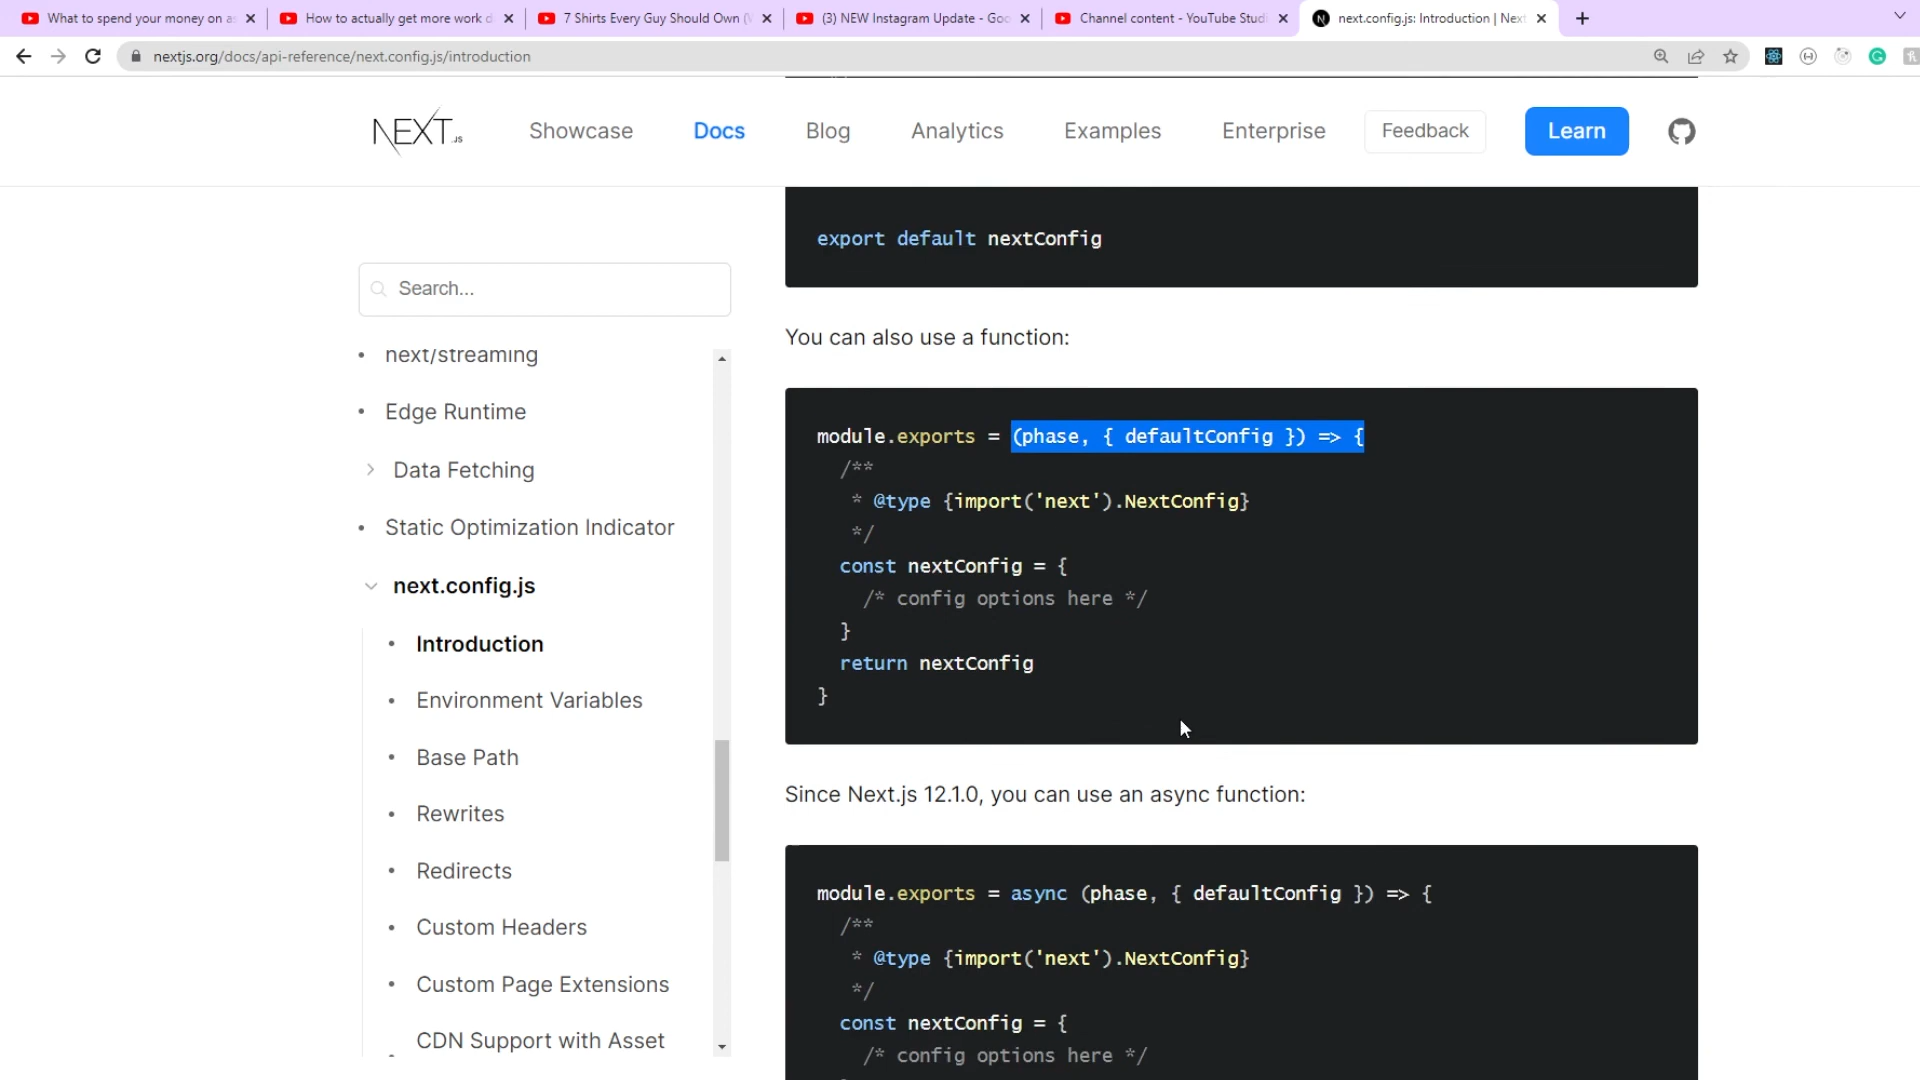 What to spend your money on a
How to actually get more work d
7 Shirts Every Guy Should Own (
(3) NEW Instagram Update - Goo
Channel content - YouTube Studi
next.config.js: Introduction | Next
nextjs.org/docs/api-reference/next.config.js/introduction
NEXT.JS
Showcase
Docs
Blog
Analytics
Examples
Enterprise
Feedback
Learn
Search...
next/streaming
Edge Runtime
Data Fetching
Static Optimization Indicator
next.config.js
Introduction
Environment Variables
Base Path
Rewrites
Redirects
Custom Headers
Custom Page Extensions
CDN Support with Asset
export default nextConfig
You can also use a function:
module.exports = (phase, { defaultConfig }) => {
/**
* @type {import('next').NextConfig}
*/
const nextConfig = {
/* config options here */
}
return nextConfig
}
Since Next.js 12.1.0, you can use an async function:
module.exports = async (phase, { defaultConfig }) => {
/**
* @type {import('next').NextConfig}
*/
const nextConfig = {
/* config options here */